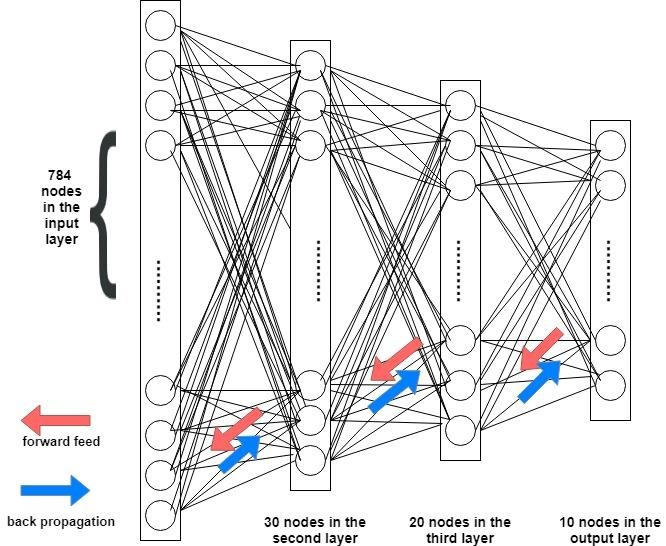 784
nodes
in the
input
layer
forward feed
back propagation
30 nodes in the
second layer
20 nodes in the
third layer
10 nodes in the
output layer